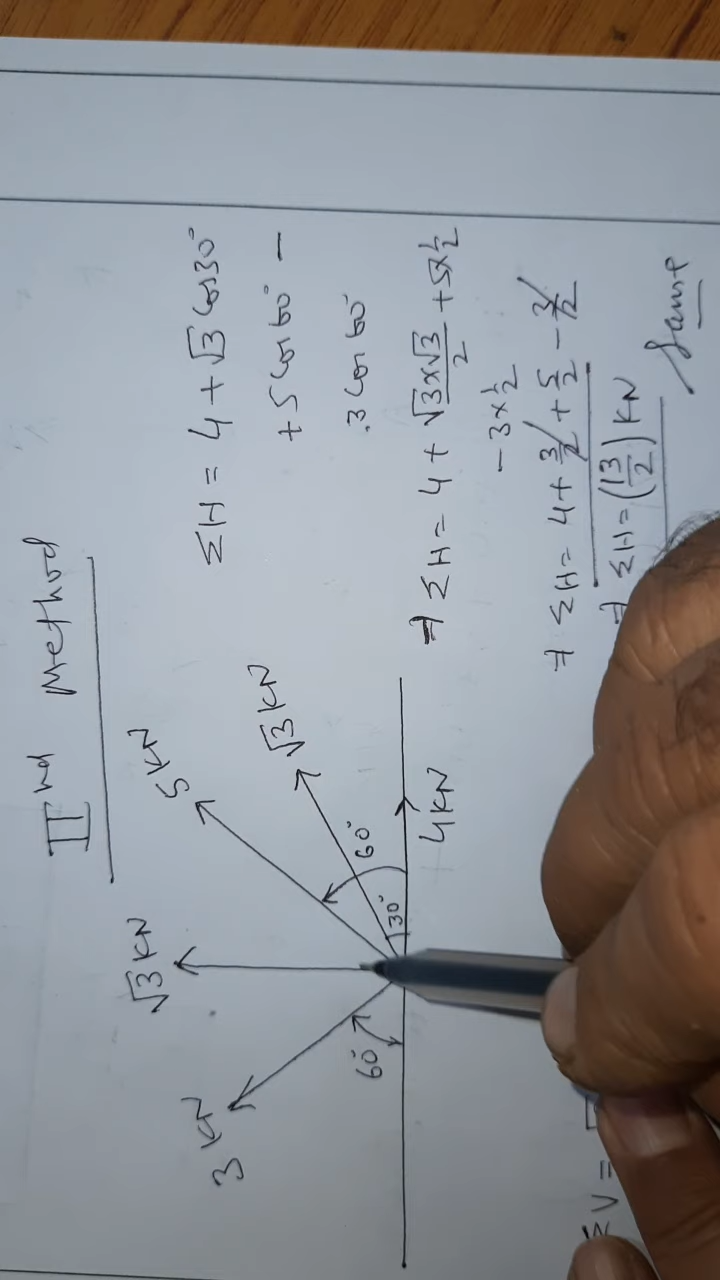 IInd method
ΣH = 4 + √3 Cos30°
+ 5 Cos 60° -
3 Cos 60°
⇒ ΣH = 4 + √3×√3/2 + 5×1/2
- 3×1/2
⇒ ΣH = 4 + 3/2 + 5/2 - 3/2
⇒ ΣH = (13/2) KN
Same
3 KN
√3 KN
5 KN
√3 KN
60°
60°
30°
4 KN
ΣV =